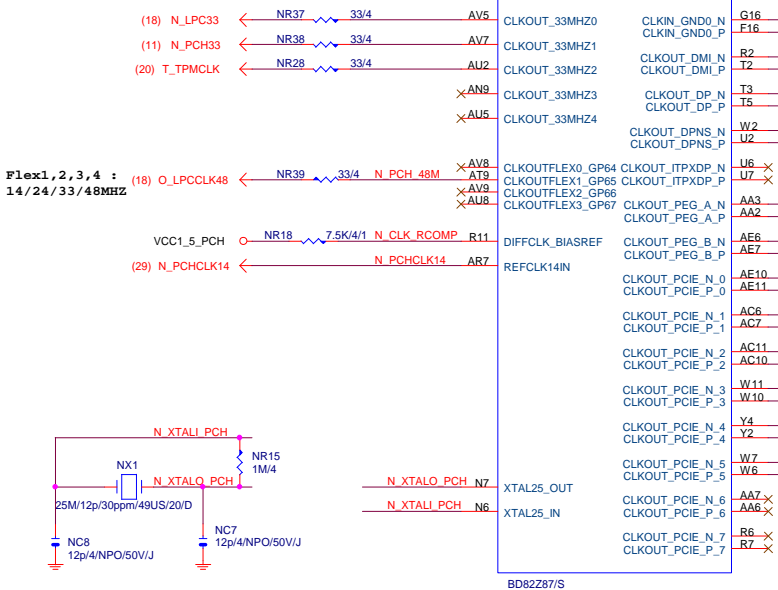 (18) N_LPC33 NR37 33/4 AV5 CLKOUT_33MHZ0 CLKIN_GND0_N G16
CLKIN_GND0_P F16
(11) N_PCH33 NR38 33/4 AV7 CLKOUT_33MHZ1
CLKOUT_DMI_N R2
(20) T_TPMCLK NR28 33/4 AU2 CLKOUT_33MHZ2 CLKOUT_DMI_P T2
AN9 CLKOUT_33MHZ3 CLKOUT_DP_N T3
CLKOUT_DP_P T5
AU5 CLKOUT_33MHZ4
CLKOUT_DPNS_N W2
CLKOUT_DPNS_P U2
AV8 CLKOUTFLEX0_GP64 CLKOUT_ITPXDP_N U6
Flex1,2,3,4 :
14/24/33/48MHZ
(18) O_LPCCLK48 NR39 33/4 N_PCH_48M AT9 CLKOUTFLEX1_GP65 CLKOUT_ITPXDP_P U7
AV9 CLKOUTFLEX2_GP66
AU8 CLKOUTFLEX3_GP67 CLKOUT_PEG_A_N AA3
CLKOUT_PEG_A_P AA2
VCC1_5_PCH NR18 7.5K/4/1 N_CLK_RCOMP R11 DIFFCLK_BIASREF CLKOUT_PEG_B_N AE6
CLKOUT_PEG_B_P AE7
(29) N_PCHCLK14 N_PCHCLK14 AR7 REFCLK14IN
CLKOUT_PCIE_N_0 AE10
CLKOUT_PCIE_P_0 AE11
CLKOUT_PCIE_N_1 AC6
CLKOUT_PCIE_P_1 AC7
CLKOUT_PCIE_N_2 AC11
CLKOUT_PCIE_P_2 AC10
CLKOUT_PCIE_N_3 W11
CLKOUT_PCIE_P_3 W10
CLKOUT_PCIE_N_4 Y4
CLKOUT_PCIE_P_4 Y2
N_XTALI_PCH
NR15
1M/4
NX1
N_XTALO_PCH
25M/12p/30ppm/49US/20/D
CLKOUT_PCIE_N_5 W7
CLKOUT_PCIE_P_5 W6
N_XTALO_PCH N7 XTAL25_OUT
CLKOUT_PCIE_N_6 AA7
N_XTALI_PCH N6 XTAL25_IN CLKOUT_PCIE_P_6 AA6
NC8
12p/4/NPO/50V/J
NC7
12p/4/NPO/50V/J
CLKOUT_PCIE_N_7 R6
CLKOUT_PCIE_P_7 R7
BD82Z87/S